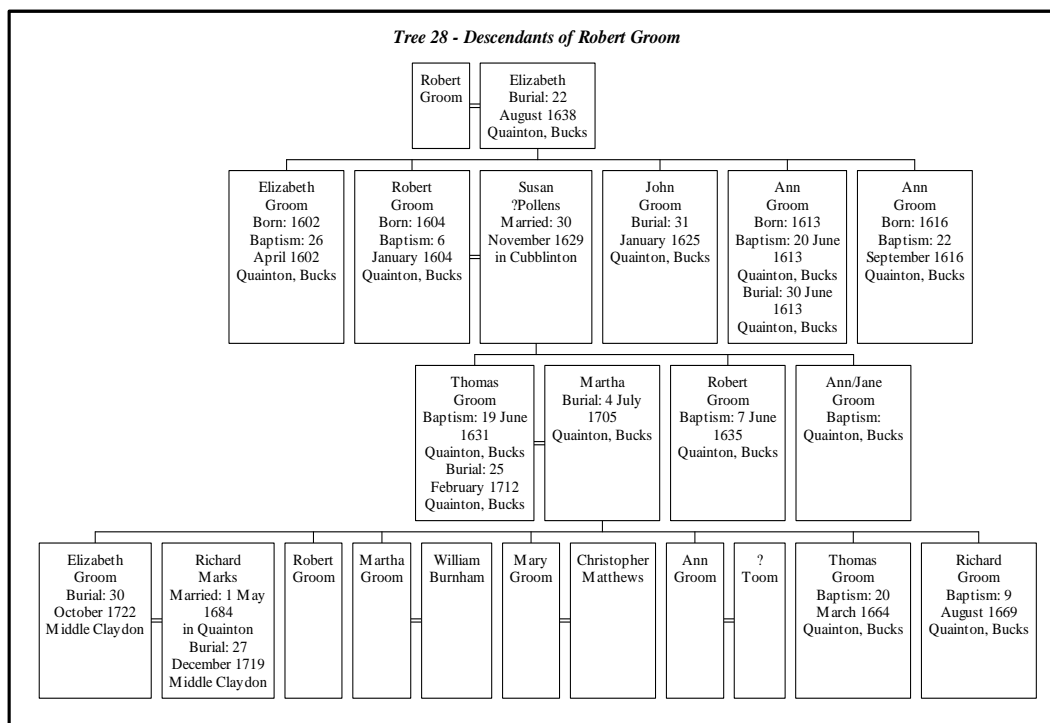 Tree 28 - Descendants of Robert Groom
Robert
Groom
Elizabeth
Burial: 22
August 1638
Quainton, Bucks
Elizabeth
Groom
Born: 1602
Baptism: 26
April 1602
Quainton, Bucks
Robert
Groom
Born: 1604
Baptism: 6
January 1604
Quainton, Bucks
Susan
?Pollens
Married: 30
November 1629
in Cubblinton
John
Groom
Burial: 31
January 1625
Quainton, Bucks
Ann
Groom
Born: 1613
Baptism: 20 June
1613
Quainton, Bucks
Burial: 30 June
1613
Quainton, Bucks
Ann
Groom
Born: 1616
Baptism: 22
September 1616
Quainton, Bucks
Thomas
Groom
Baptism: 19 June
1631
Quainton, Bucks
Burial: 25
February 1712
Quainton, Bucks
Martha
Burial: 4 July
1705
Quainton, Bucks
Robert
Groom
Baptism: 7 June
1635
Quainton, Bucks
Ann/Jane
Groom
Baptism:
Quainton, Bucks
Elizabeth
Groom
Burial: 30
October 1722
Middle Claydon
Richard
Marks
Married: 1 May
1684
in Quainton
Burial: 27
December 1719
Middle Claydon
Robert
Groom
Martha
Groom
William
Burnham
Mary
Groom
Christopher
Matthews
Ann
Groom
?
Toom
Thomas
Groom
Baptism: 20
March 1664
Quainton, Bucks
Richard
Groom
Baptism: 9
August 1669
Quainton, Bucks